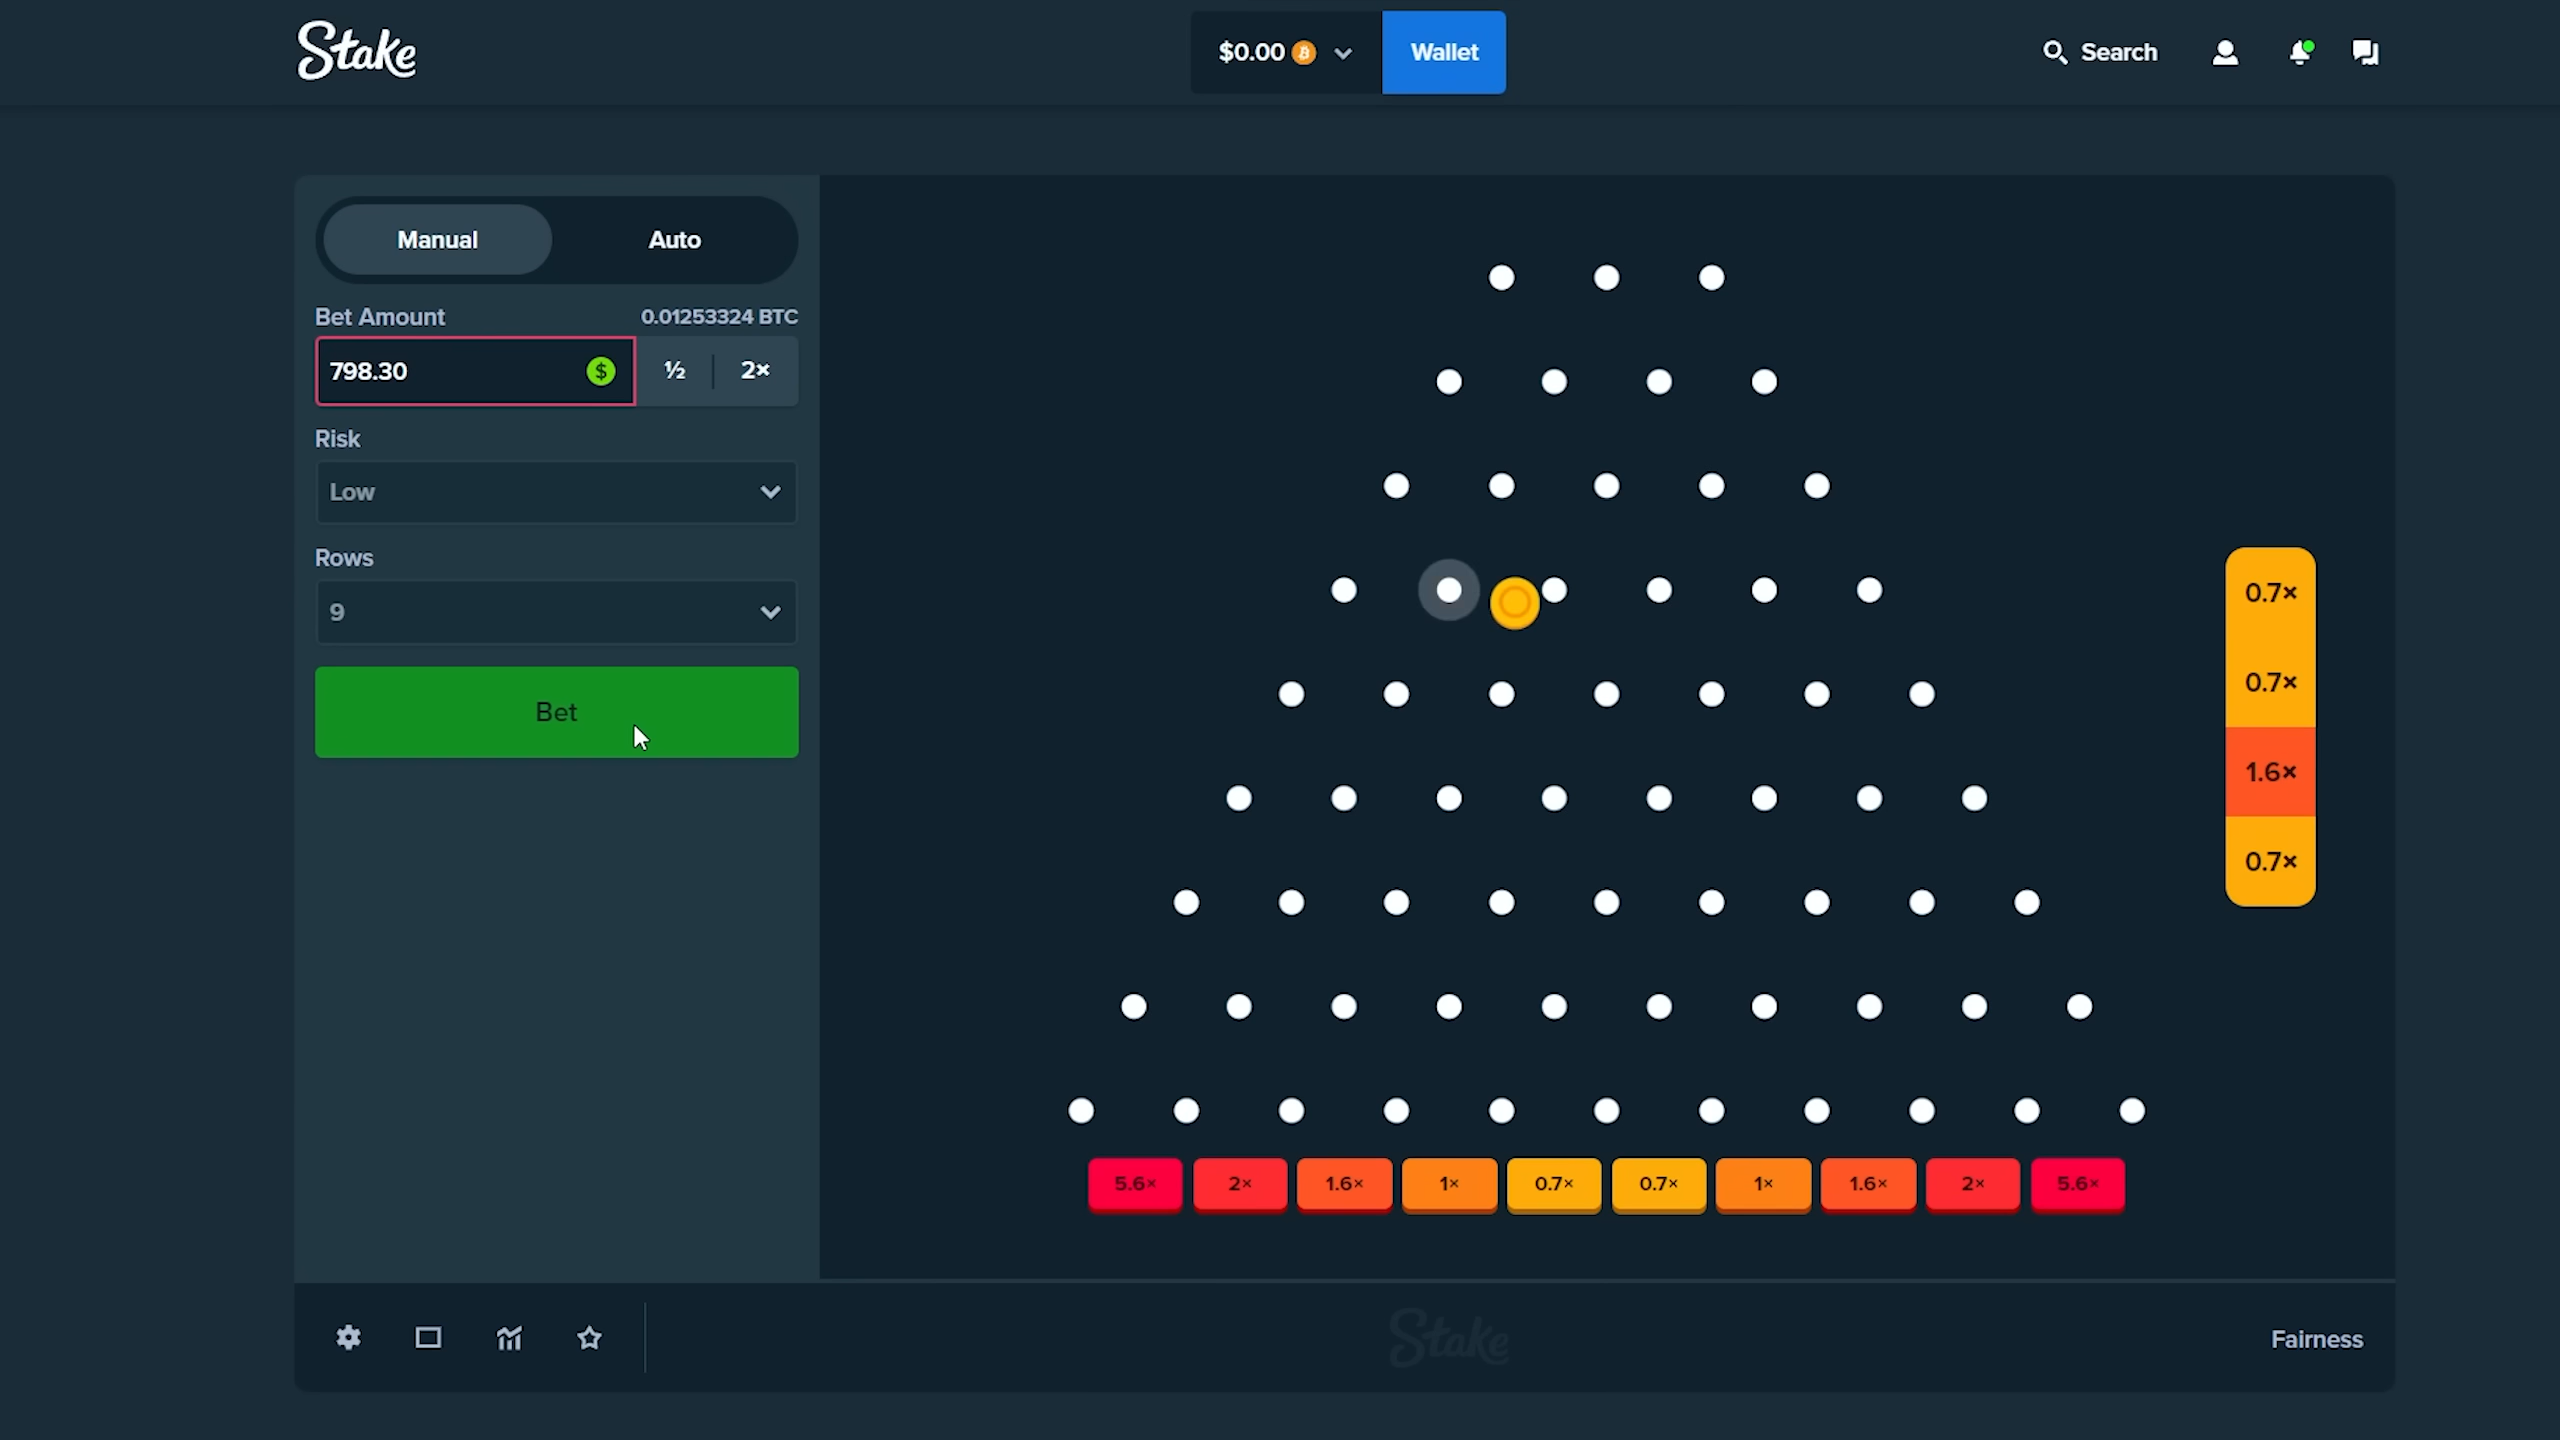 Stake
$0.00
Wallet
Search
Manual
Auto
Bet Amount
0.01253324 BTC
798.30
$
½
2×
Risk
Low
Rows
9
Bet
0.7×
0.7×
1.6×
0.7×
5.6×
2×
1.6×
1×
0.7×
0.7×
1×
1.6×
2×
5.6×
Stake
Fairness